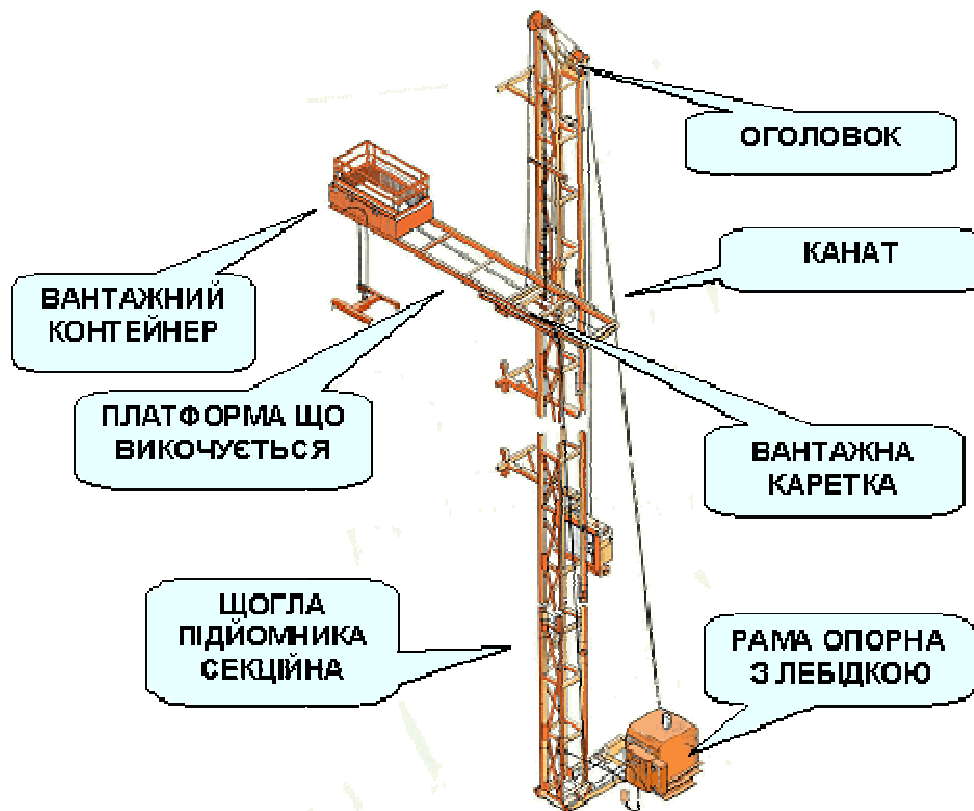 ОГОЛОВОК
КАНАТ
ВАНТАЖНИЙ
КОНТЕЙНЕР
ПЛАТФОРМА ЩО
ВИКОЧУЄТЬСЯ
ВАНТАЖНА
КАРЕТКА
ЩОГЛА
ПІДЙОМНИКА
СЕКЦІЙНА
РАМА ОПОРНА
З ЛЕБІДКОЮ